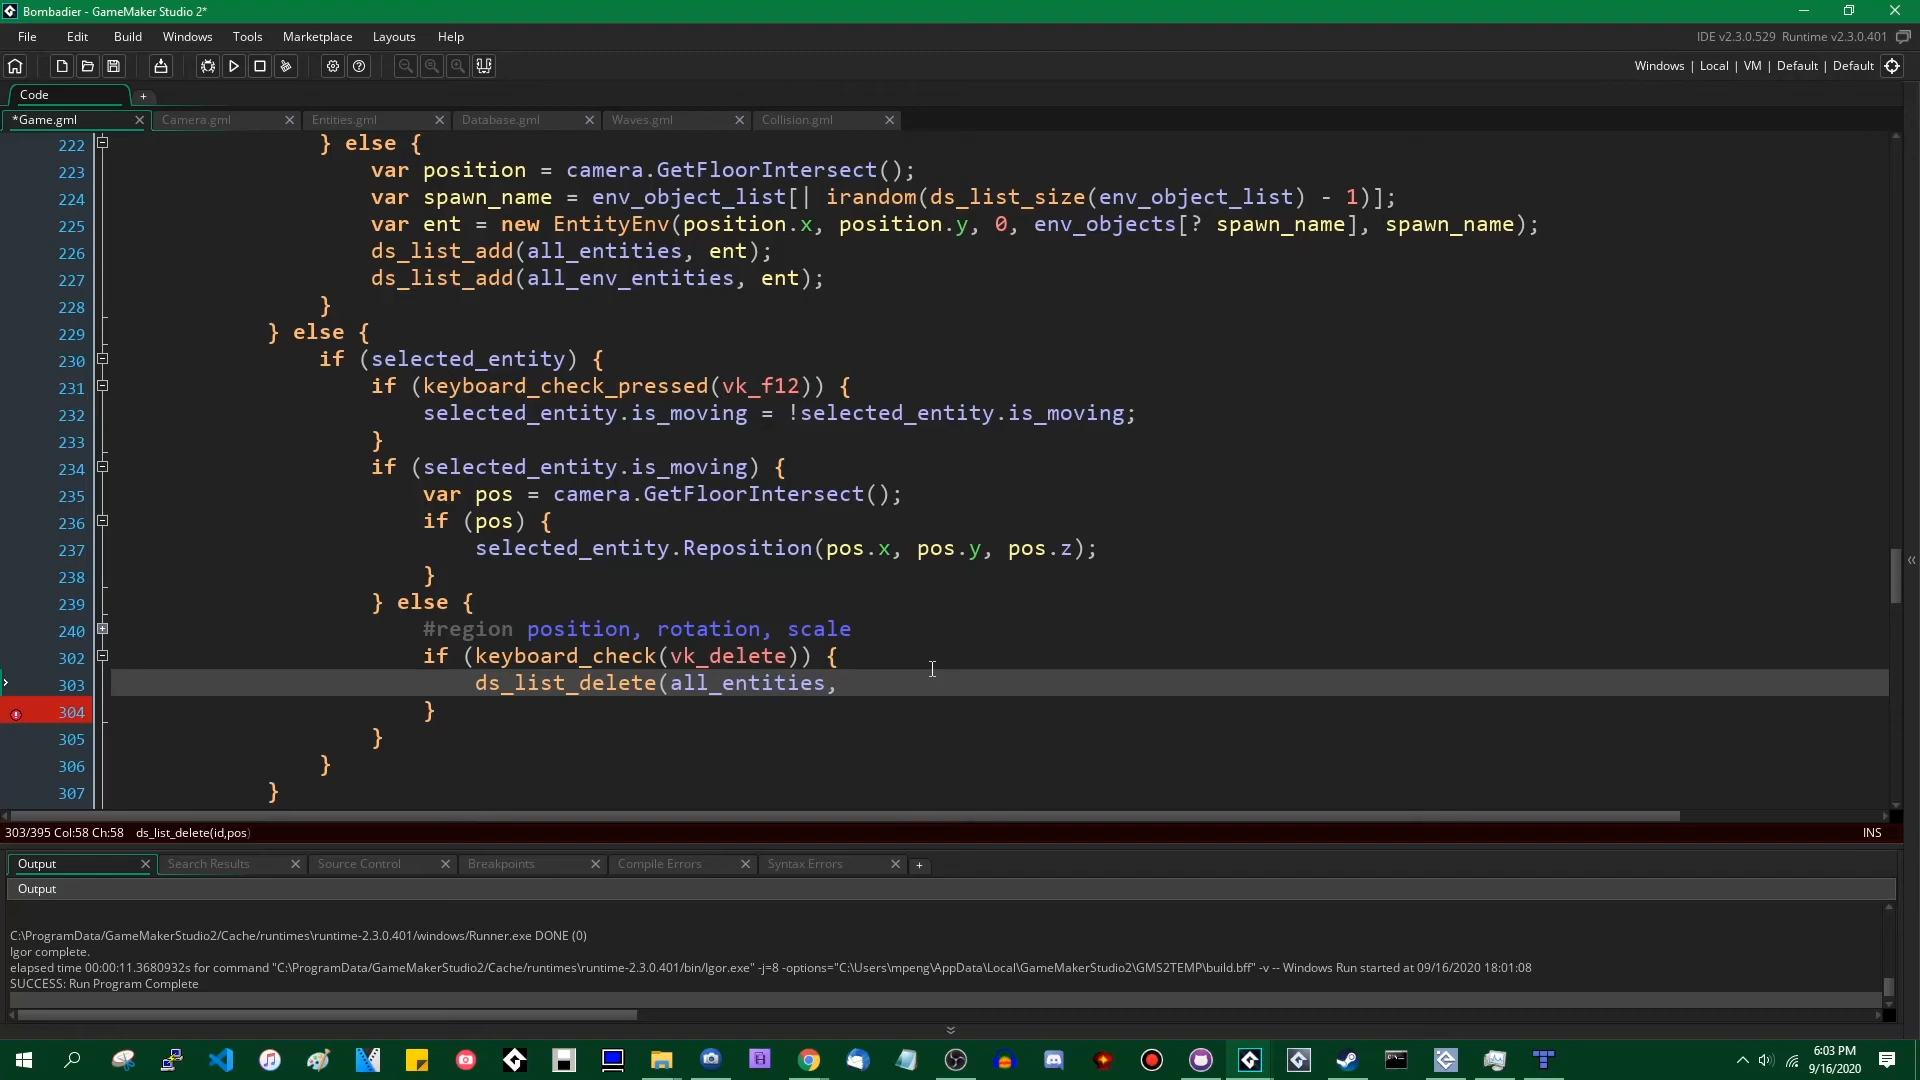 Bombadier - GameMaker Studio 2*
File Edit Build Windows Tools Marketplace Layouts Help
IDE v2.3.0.529 Runtime v2.3.0.401
Windows | Local | VM | Default | Default
Code
*Game.gml Camera.gml Entities.gml Database.gml Waves.gml Collision.gml
222 } else {
223 var position = camera.GetFloorIntersect();
224 var spawn_name = env_object_list[| irandom(ds_list_size(env_object_list) - 1)];
225 var ent = new EntityEnv(position.x, position.y, 0, env_objects[? spawn_name], spawn_name);
226 ds_list_add(all_entities, ent);
227 ds_list_add(all_env_entities, ent);
228 }
229 } else {
230 if (selected_entity) {
231 if (keyboard_check_pressed(vk_f12)) {
232 selected_entity.is_moving = !selected_entity.is_moving;
233 }
234 if (selected_entity.is_moving) {
235 var pos = camera.GetFloorIntersect();
236 if (pos) {
237 selected_entity.Reposition(pos.x, pos.y, pos.z);
238 }
239 } else {
240 #region position, rotation, scale
302 if (keyboard_check(vk_delete)) {
303 ds_list_delete(all_entities,
304 }
305 }
306 }
307 }
303/395 Col:58 Ch:58 ds_list_delete(id,pos) INS
Output Search Results Source Control Breakpoints Compile Errors Syntax Errors
Output
C:\ProgramData/GameMakerStudio2/Cache/runtimes\runtime-2.3.0.401/windows/Runner.exe DONE (0)
Igor complete.
elapsed time 00:00:11.3680932s for command "C:\ProgramData/GameMakerStudio2/Cache/runtimes\runtime-2.3.0.401/bin/Igor.exe" -j=8 -options="C:\Users\mpeng\AppData\Local\GameMakerStudio2\GMS2TEMP\build.bff" -v -- Windows Run started at 09/16/2020 18:01:08
SUCCESS: Run Program Complete
6:03 PM
9/16/2020